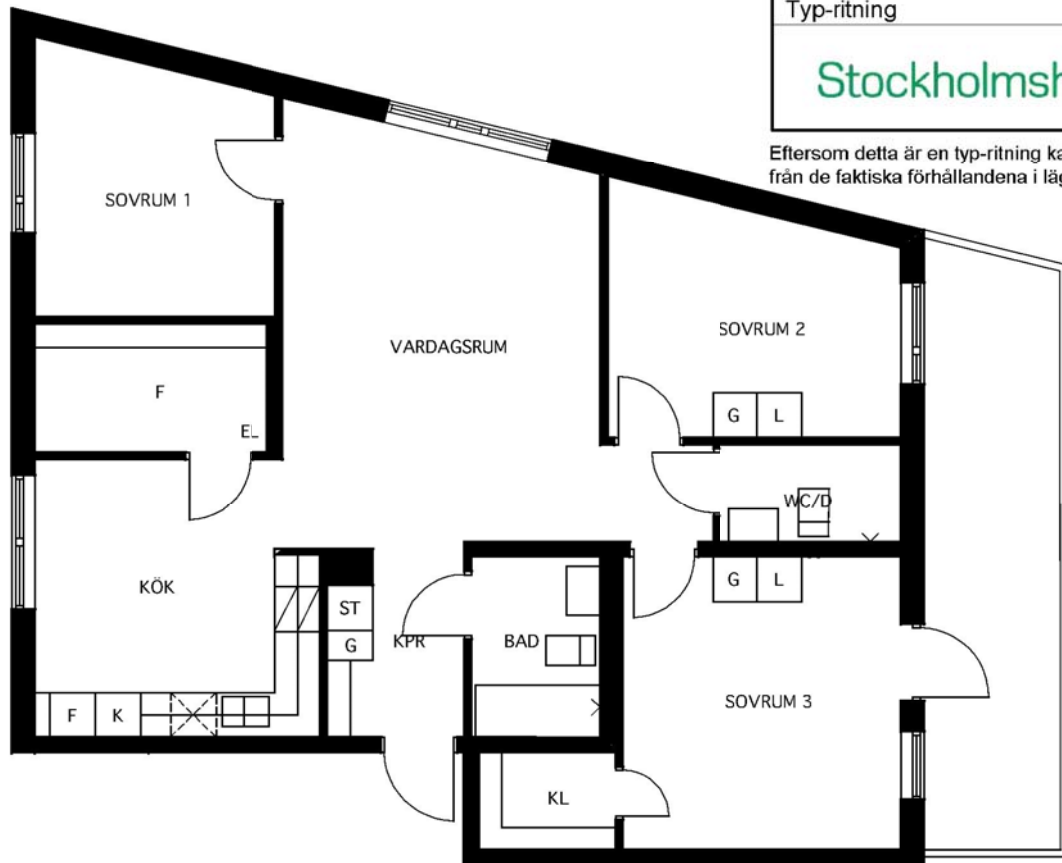 Typ-ritning
Stockholmsh
Eftersom detta är en typ-ritning ka
från de faktiska förhållandena i läg
SOVRUM 1
SOVRUM 2
VARDAGSRUM
F
EL
G L
WC/D
KÖK
ST
G
KPR
BAD
G L
F K
SOVRUM 3
KL